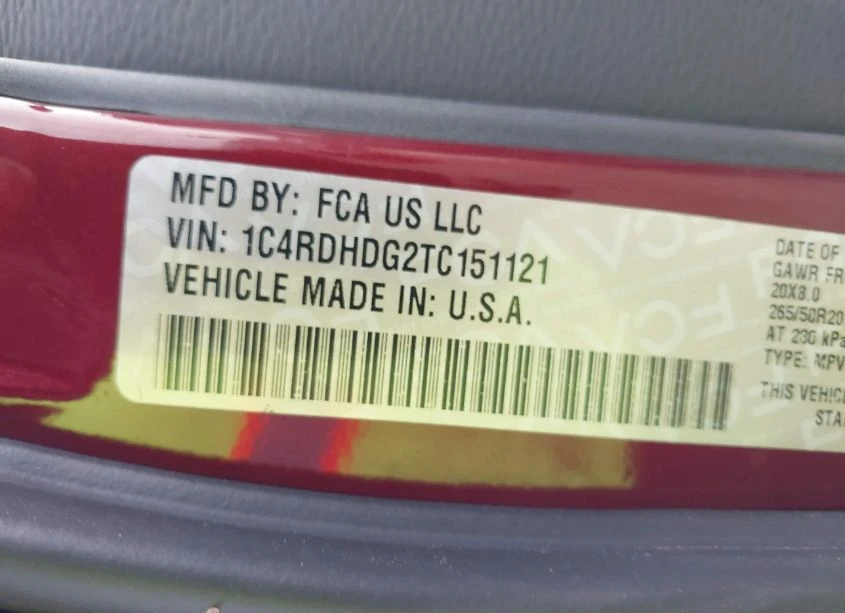 MFD BY: FCA US LLC
VIN: 1C4RDHDG2TC151121
VEHICLE MADE IN: U.S.A.
DATE OF
GAWR FR
20X8.0
265/50R20
AT 230 kPa
TYPE: MPV
THIS VEHIC
STA